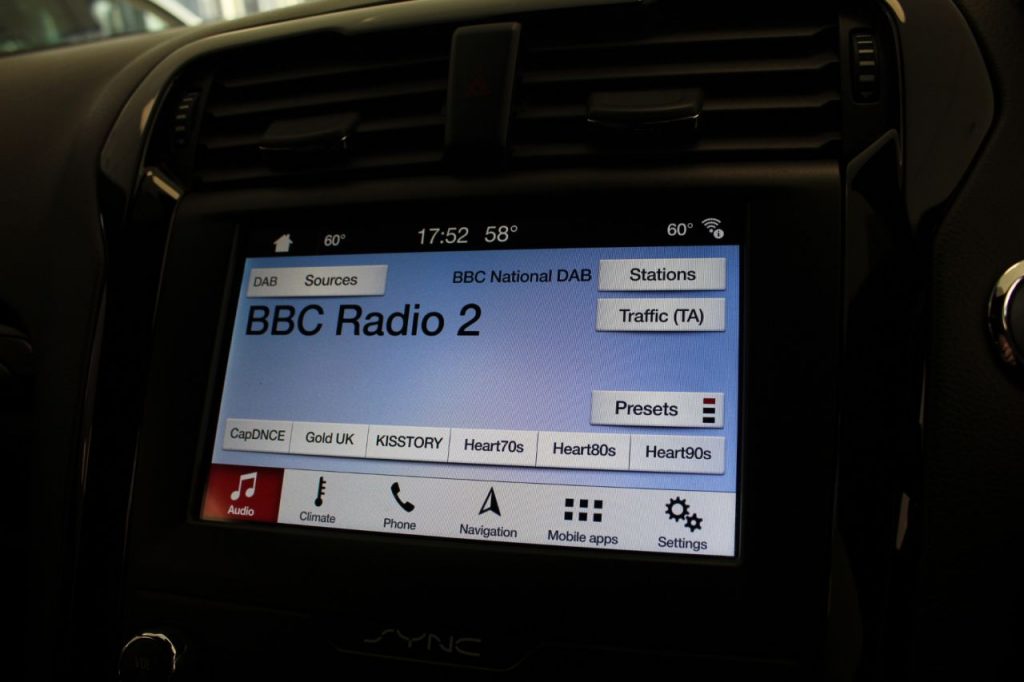 60° 17:52 58° 60°
DAB Sources BBC National DAB Stations
BBC Radio 2 Traffic (TA)
Presets
CapDNCE Gold UK KISSTORY Heart70s Heart80s Heart90s
Audio Climate Phone Navigation Mobile apps Settings
SYNC
VOL